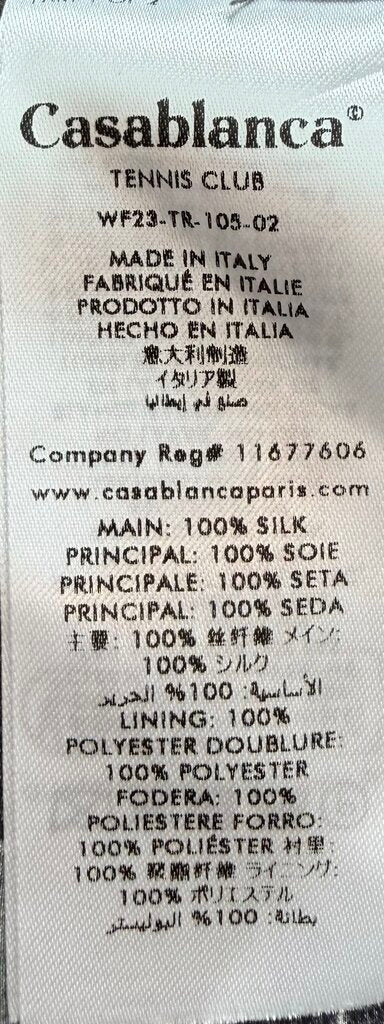 Casablanca®
TENNIS CLUB
WF23-TR-105-02
MADE IN ITALY
FABRIQUÉ EN ITALIE
PRODOTTO IN ITALIA
HECHO EN ITALIA
意大利制造
イタリア製
صنع في إيطاليا
Company Reg# 11677606
www.casablancaparis.com
MAIN: 100% SILK
PRINCIPAL: 100% SOIE
PRINCIPALE: 100% SETA
PRINCIPAL: 100% SEDA
主要: 100% 丝纤维 メイン:
100% シルク
الأساسية: 100% الحرير
LINING: 100%
POLYESTER DOUBLURE:
100% POLYESTER
FODERA: 100%
POLIESTERE FORRO:
100% POLIÉSTER 衬里:
100% 聚酯纤维 ライニング:
100% ポリエステル
بطانة: 100% البوليستر